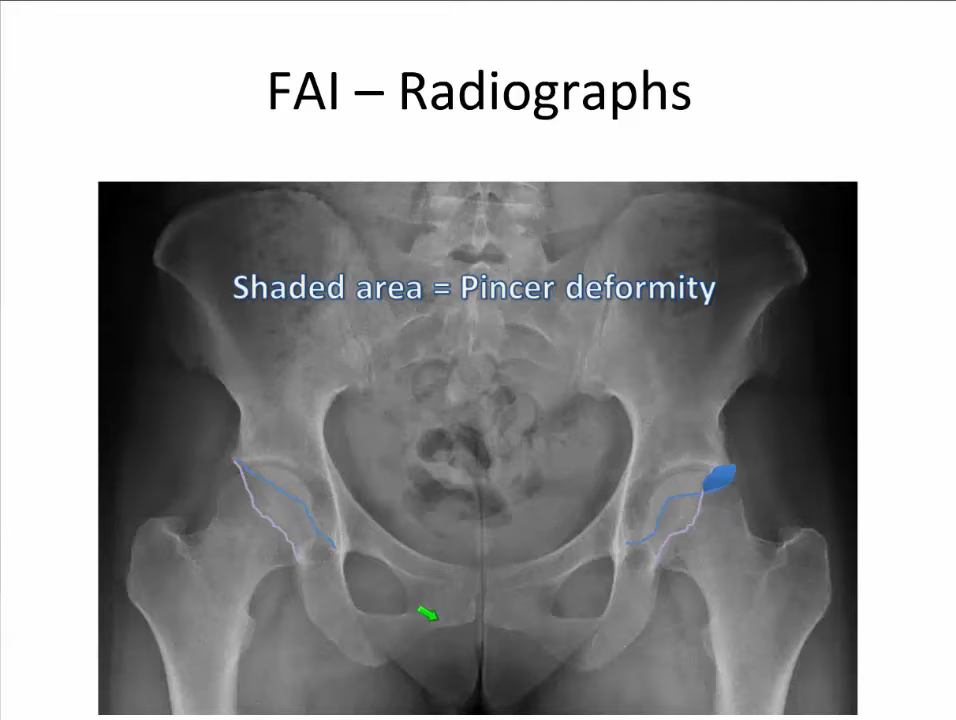 FAI – Radiographs
Shaded area = Pincer deformity